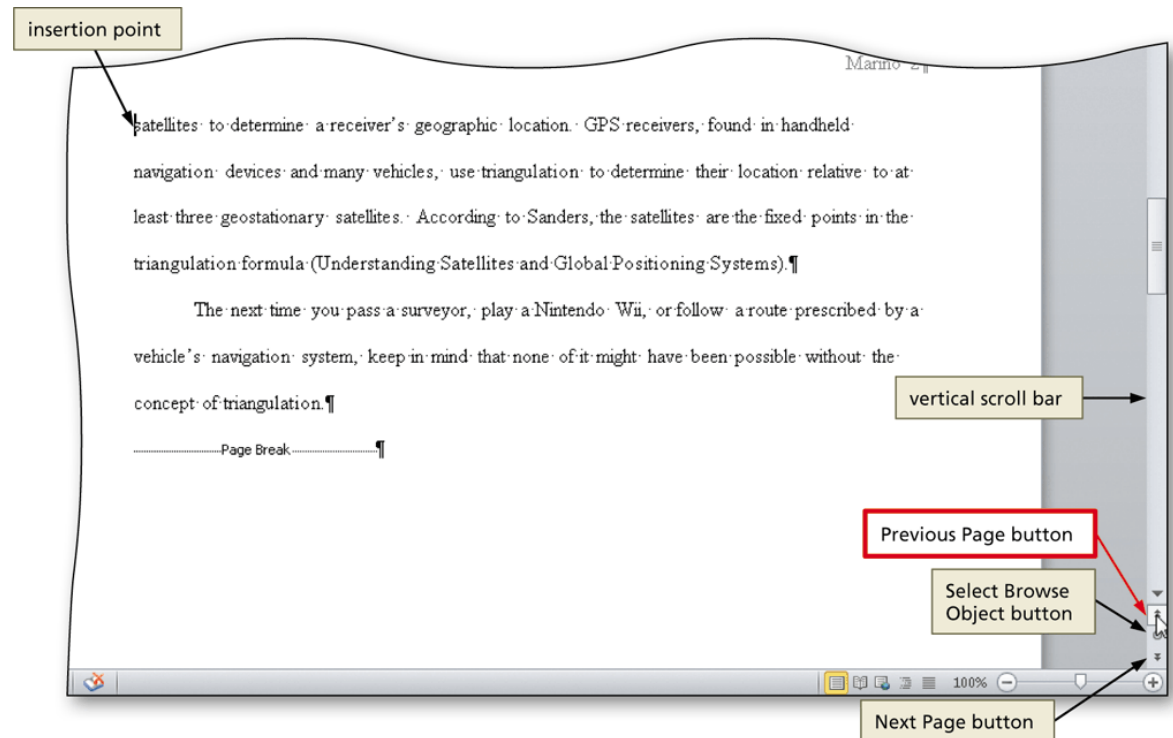 insertion point
Marino 2¶
satellites to determine a receiver's geographic location. GPS receivers, found in handheld
navigation devices and many vehicles, use triangulation to determine their location relative to at
least three geostationary satellites. According to Sanders, the satellites are the fixed points in the
triangulation formula (Understanding Satellites and Global Positioning Systems).¶
The next time you pass a surveyor, play a Nintendo Wii, or follow a route prescribed by a
vehicle's navigation system, keep in mind that none of it might have been possible without the
concept of triangulation.¶
vertical scroll bar
Page Break¶
Previous Page button
Select Browse
Object button
100%
Next Page button